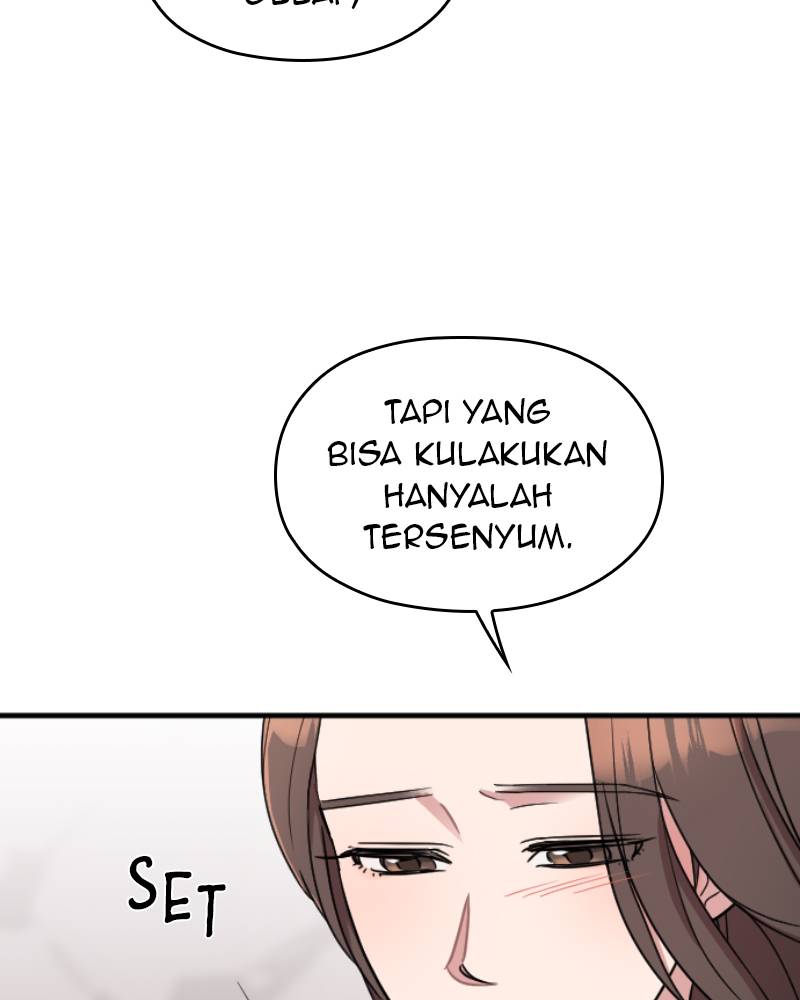 TAPI YANG
BISA KULAKUKAN
HANYALAH
TERSENYUM.
SET